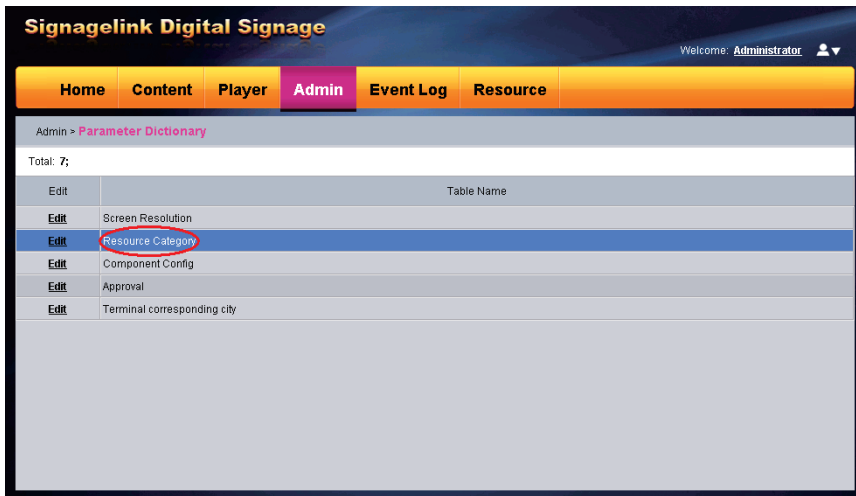 Signagelink Digital Signage
Welcome: Administrator
Home Content Player Admin Event Log Resource
Admin > Parameter Dictionary
Total: 7;
Edit Table Name
Edit Screen Resolution
Edit Resource Category
Edit Component Config
Edit Approval
Edit Terminal corresponding city